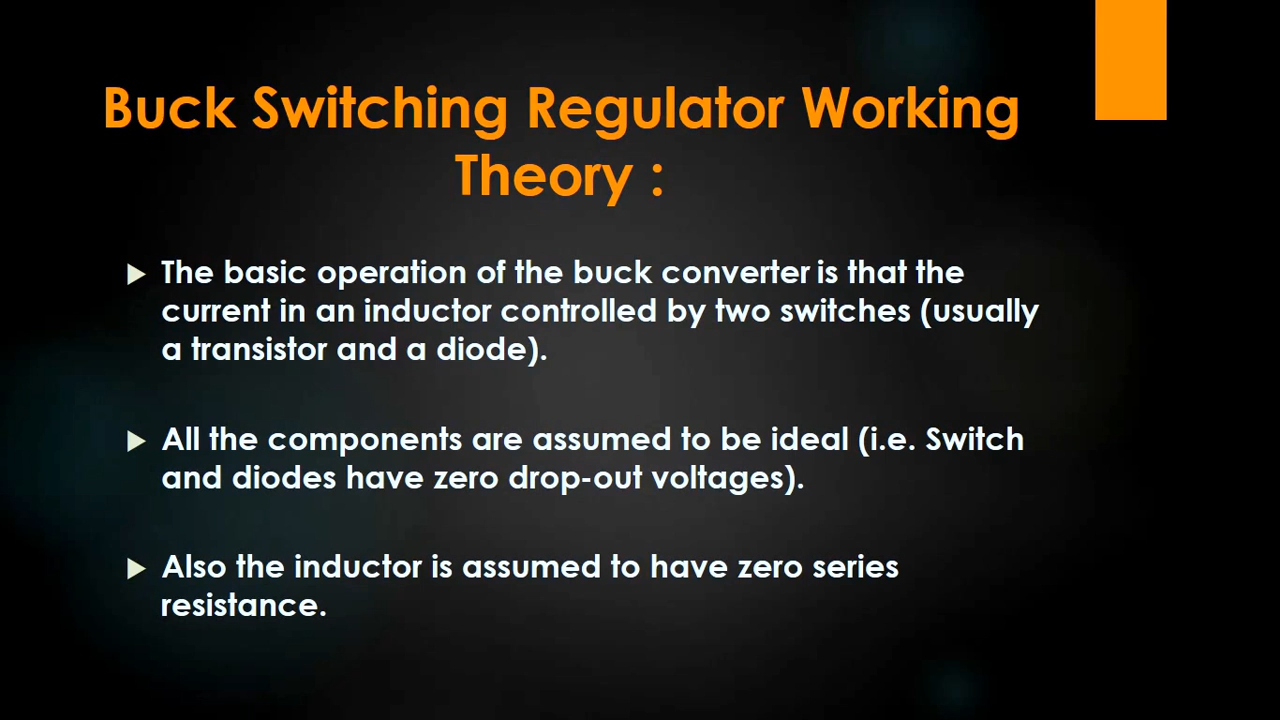 Buck Switching Regulator Working
Theory :
The basic operation of the buck converter is that the
current in an inductor controlled by two switches (usually
a transistor and a diode).
All the components are assumed to be ideal (i.e. Switch
and diodes have zero drop-out voltages).
Also the inductor is assumed to have zero series
resistance.